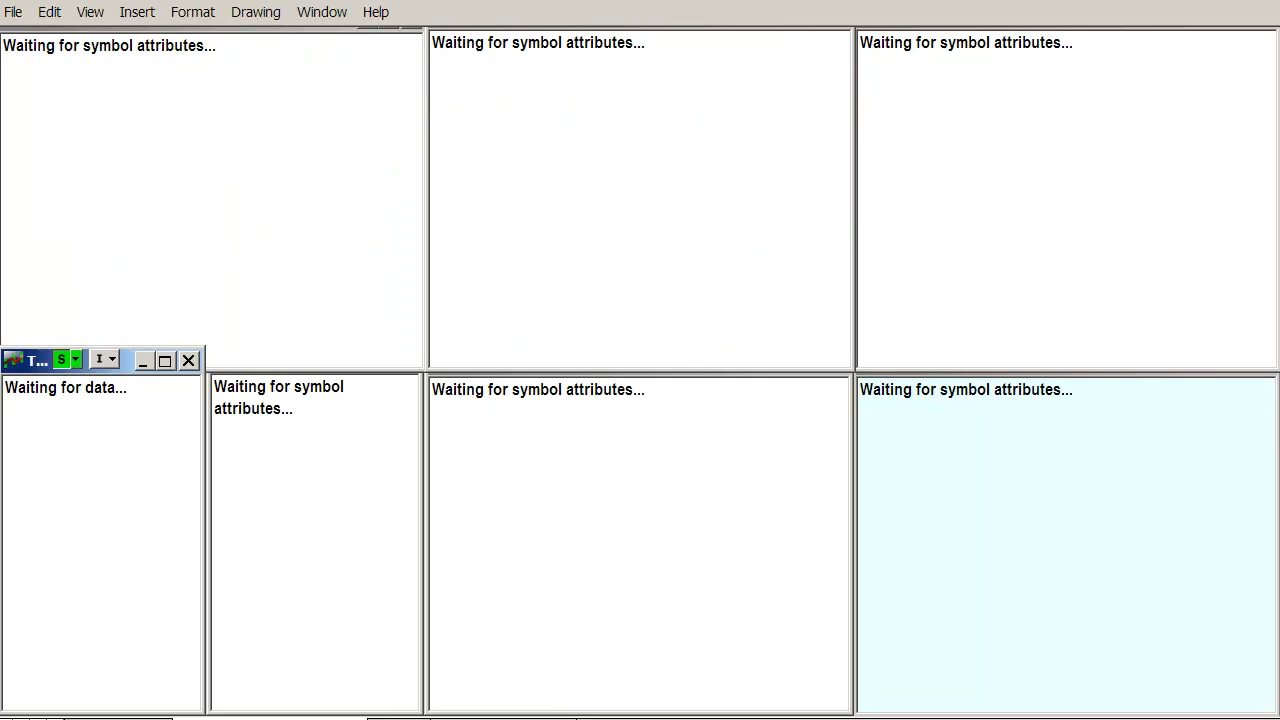 File Edit View Insert Format Drawing Window Help
Waiting for symbol attributes...
Waiting for symbol attributes...
Waiting for symbol attributes...
T... S I
Waiting for data...
Waiting for symbol
attributes...
Waiting for symbol attributes...
Waiting for symbol attributes...